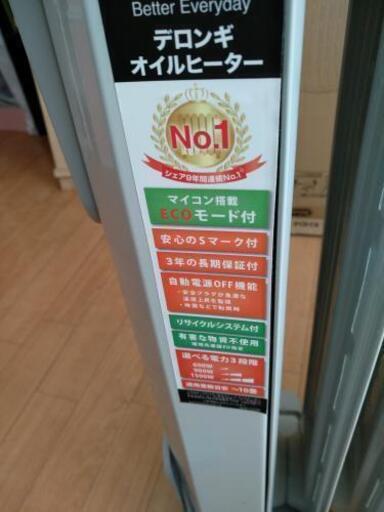 Better Everyday
デロンギ
オイルヒーター
No.1
シェア9年間連続No.1
マイコン搭載
ECOモード付
安心のSマーク付
3年の長期保証付
自動電源OFF機能
リサイクルシステム付
有害な物質不使用
選べる電力3段階
600W
900W
1500W